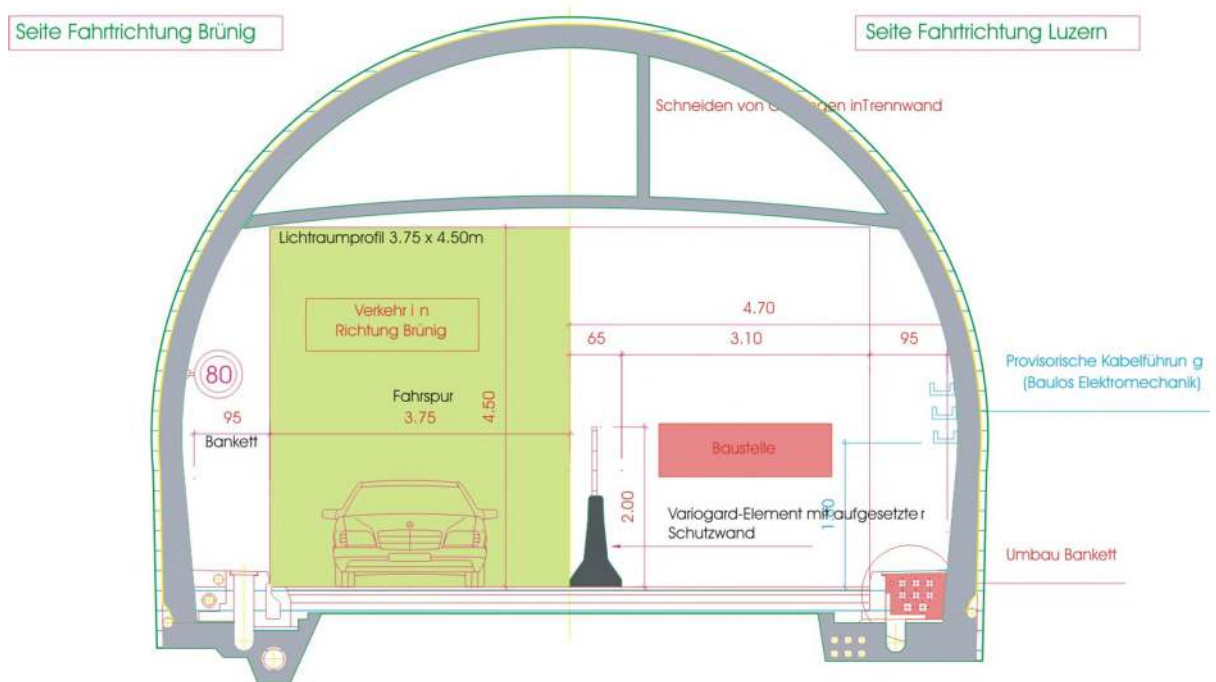 Seite Fahrtrichtung Brünig
Seite Fahrtrichtung Luzern
Schneiden von inTrennwand
Lichtraumprofil 3.75 x 4.50m
Verkehr i n
Richtung Brünig
4.70
65
3.10
95
80
Provisorische Kabelführun g
(Baulos Elektromechanik)
Fahrspur
95
3.75
4.50
Bankett
Baustelle
2.00
Variogard-Element mit aufgesetzte r
Schutzwand
Umbau Bankett